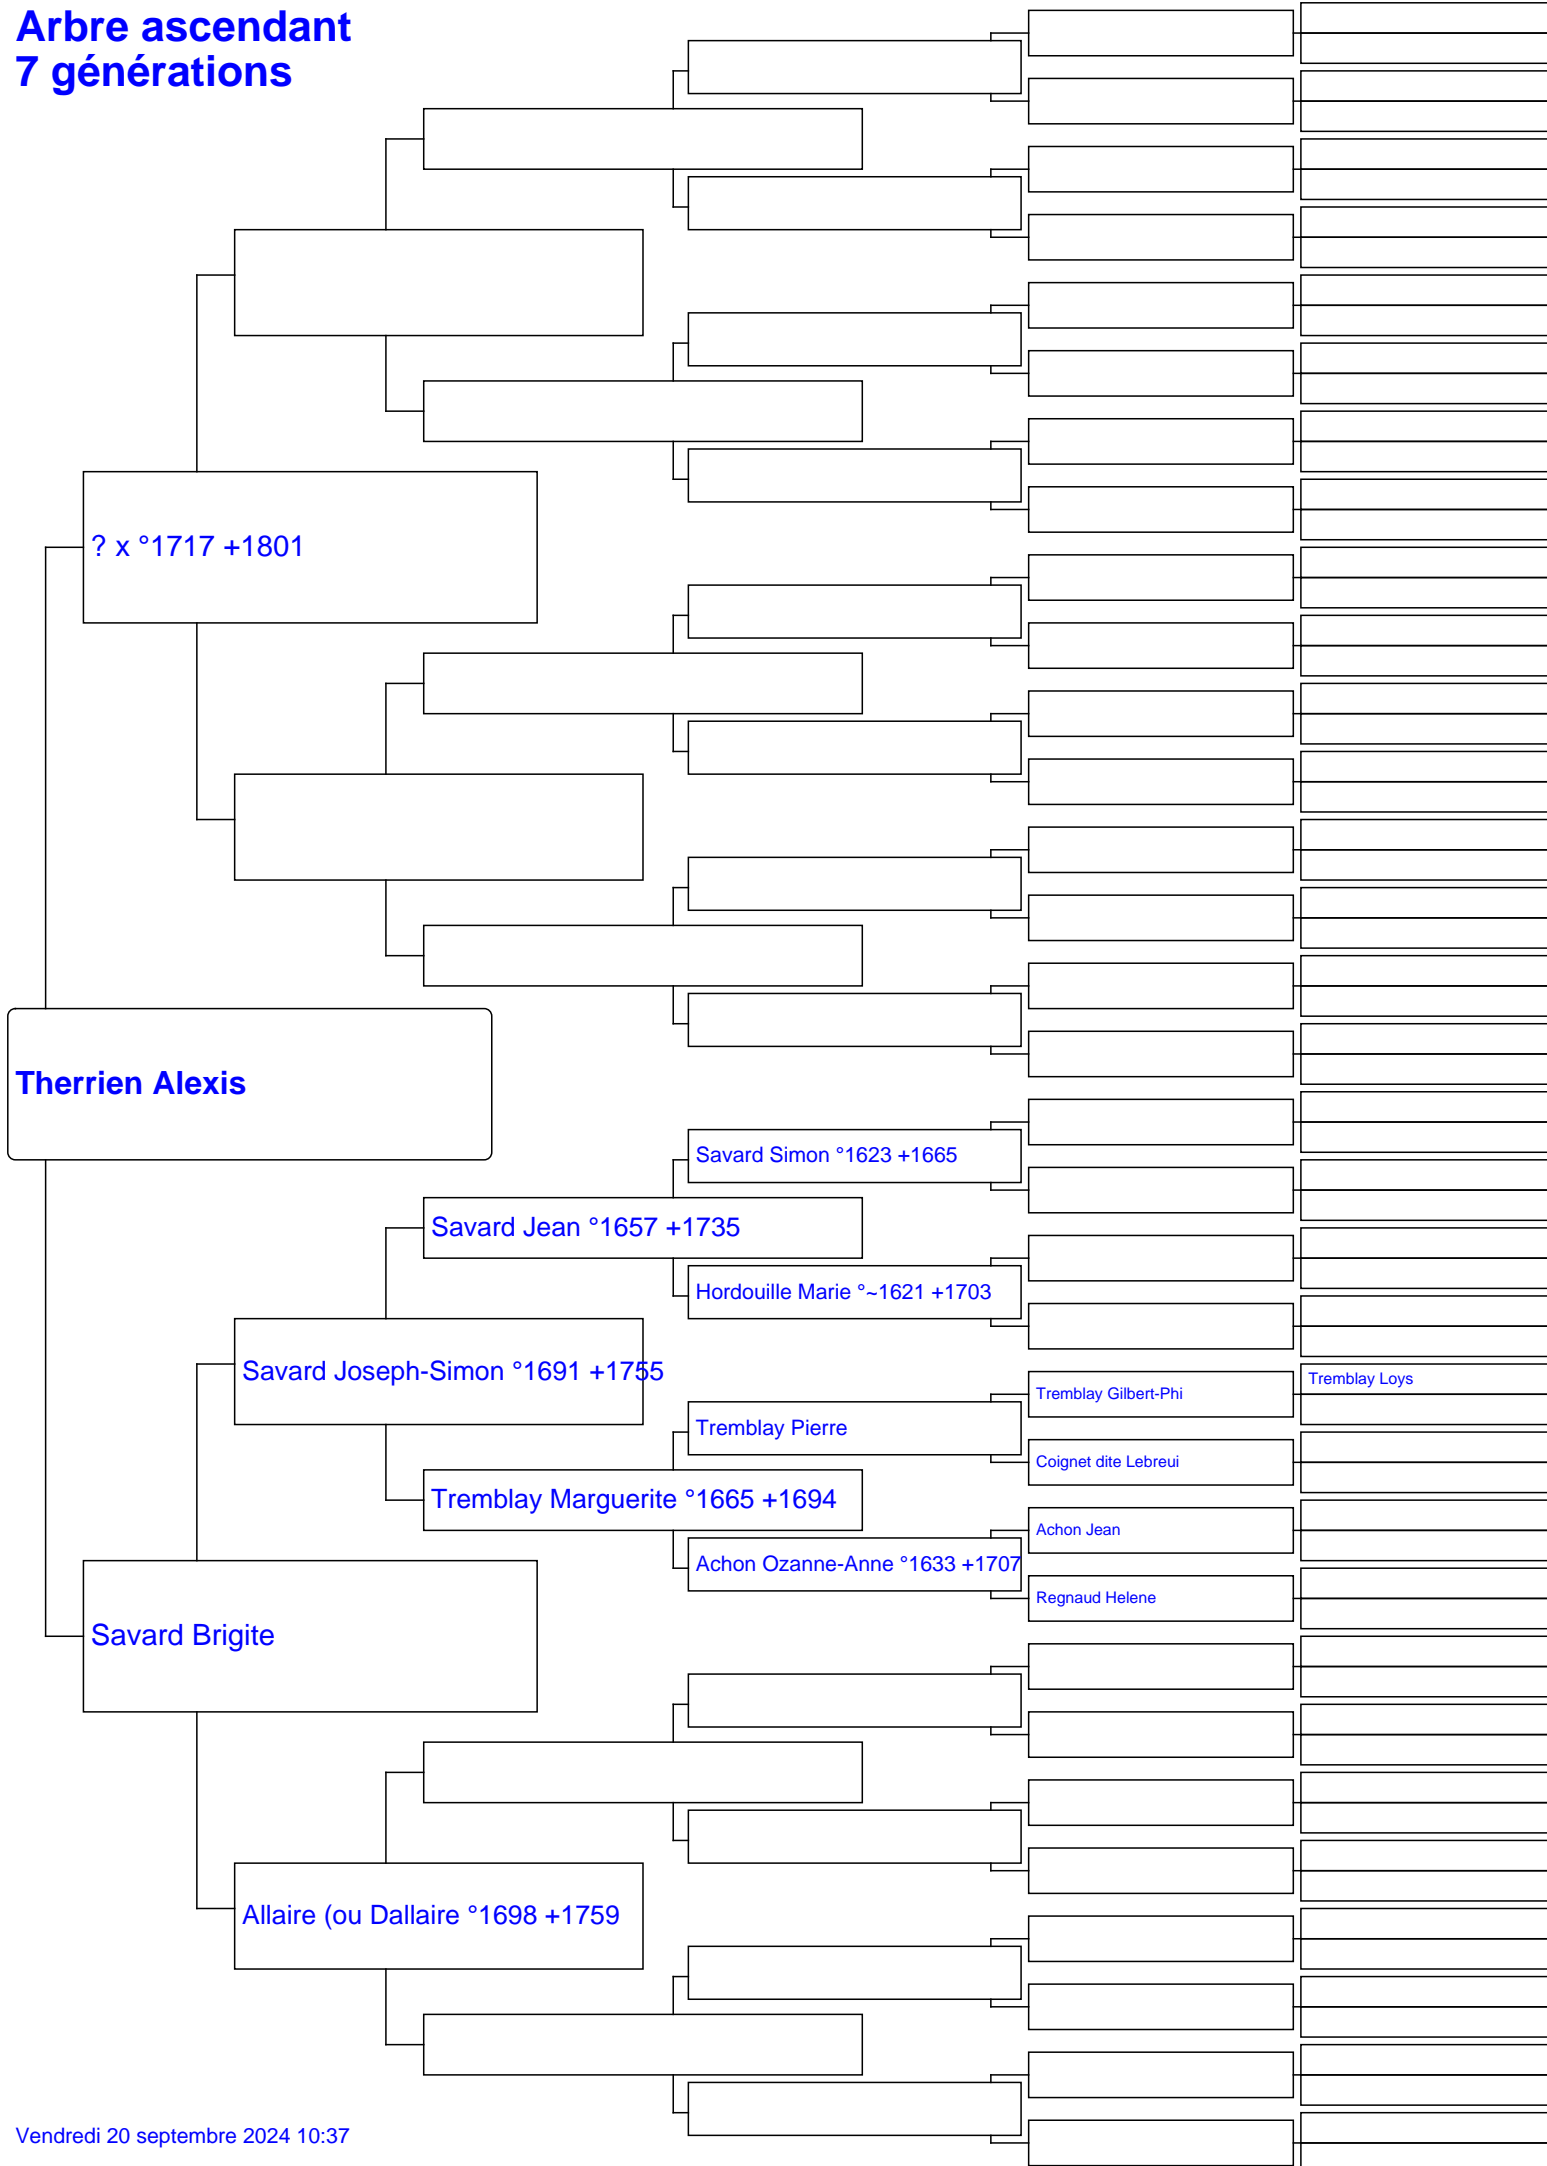 Arbre ascendant
7 générations
? x °1717 +1801
Therrien Alexis
Savard Simon °1623 +1665
Savard Jean °1657 +1735
Hordouille Marie °~1621 +1703
Savard Joseph-Simon °1691 +1755
Tremblay Loys
Tremblay Gilbert-Phi
Tremblay Pierre
Coignet dite Lebreui
Tremblay Marguerite °1665 +1694
Achon Jean
Achon Ozanne-Anne °1633 +1707
Regnaud Helene
Savard Brigite
Allaire (ou Dallaire °1698 +1759
Vendredi 20 septembre 2024 10:37